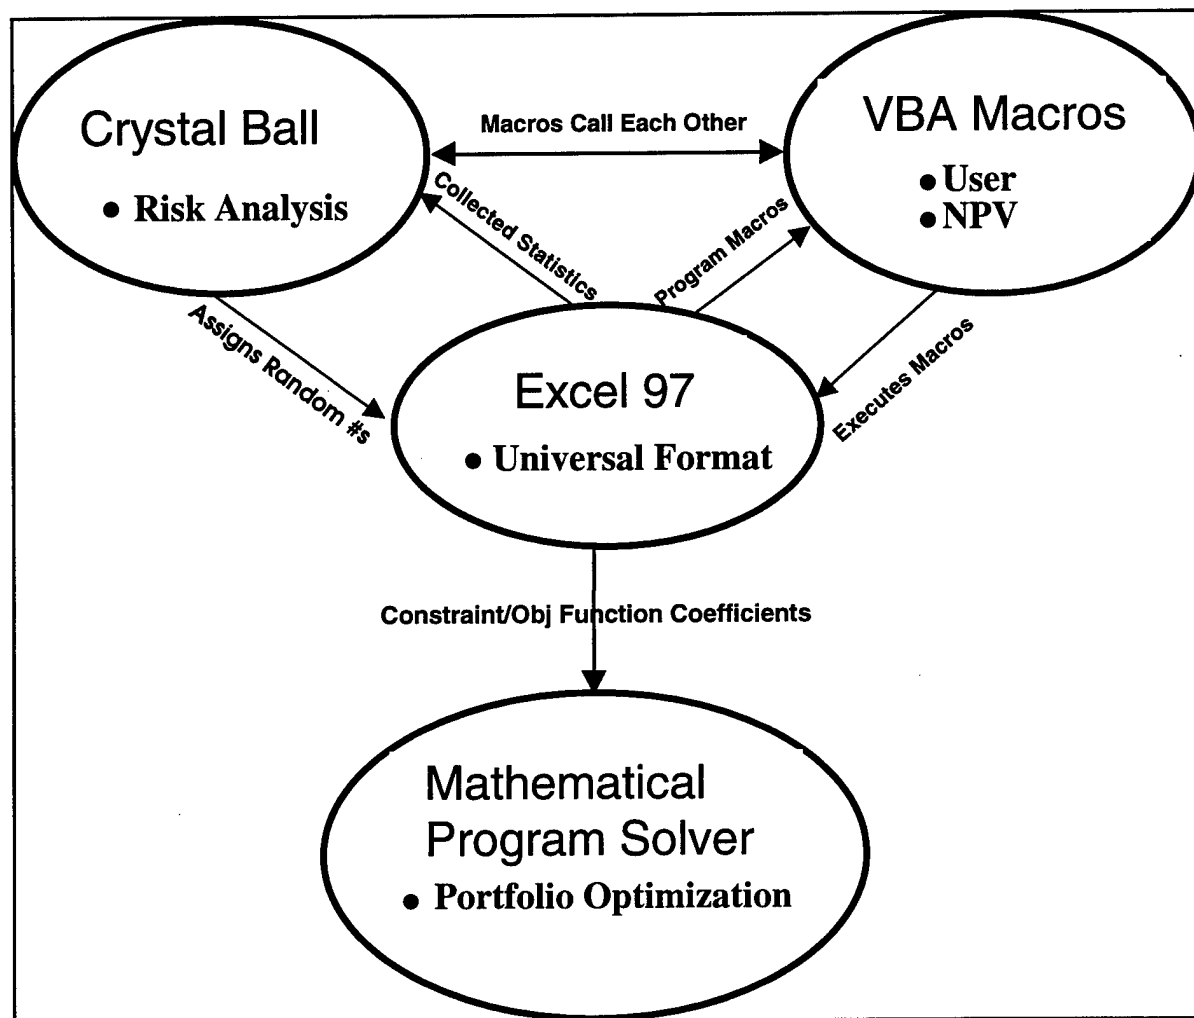 Crystal Ball
• Risk Analysis
Macros Call Each Other
VBA Macros
• User
• NPV
Collected Statistics
Program Macros
Assigns Random #s
Executes Macros
Excel 97
• Universal Format
Constraint/Obj Function Coefficients
Mathematical
Program Solver
• Portfolio Optimization